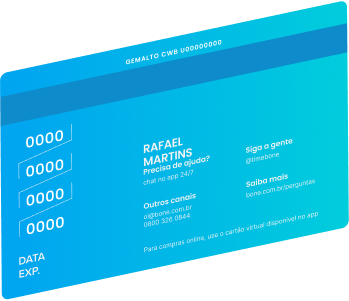 GEMALTO CWB U00000000
0000
0000
0000
0000
DATA
EXP.
RAFAEL
MARTINS
Precisa de ajuda?
chat no app 24/7
Outros canais
oi@bone.com.br
0800 326 0844
Siga a gente
@timebone
Saiba mais
bone.com.br/perguntas
Para compras online, use o cartão virtual disponível no app